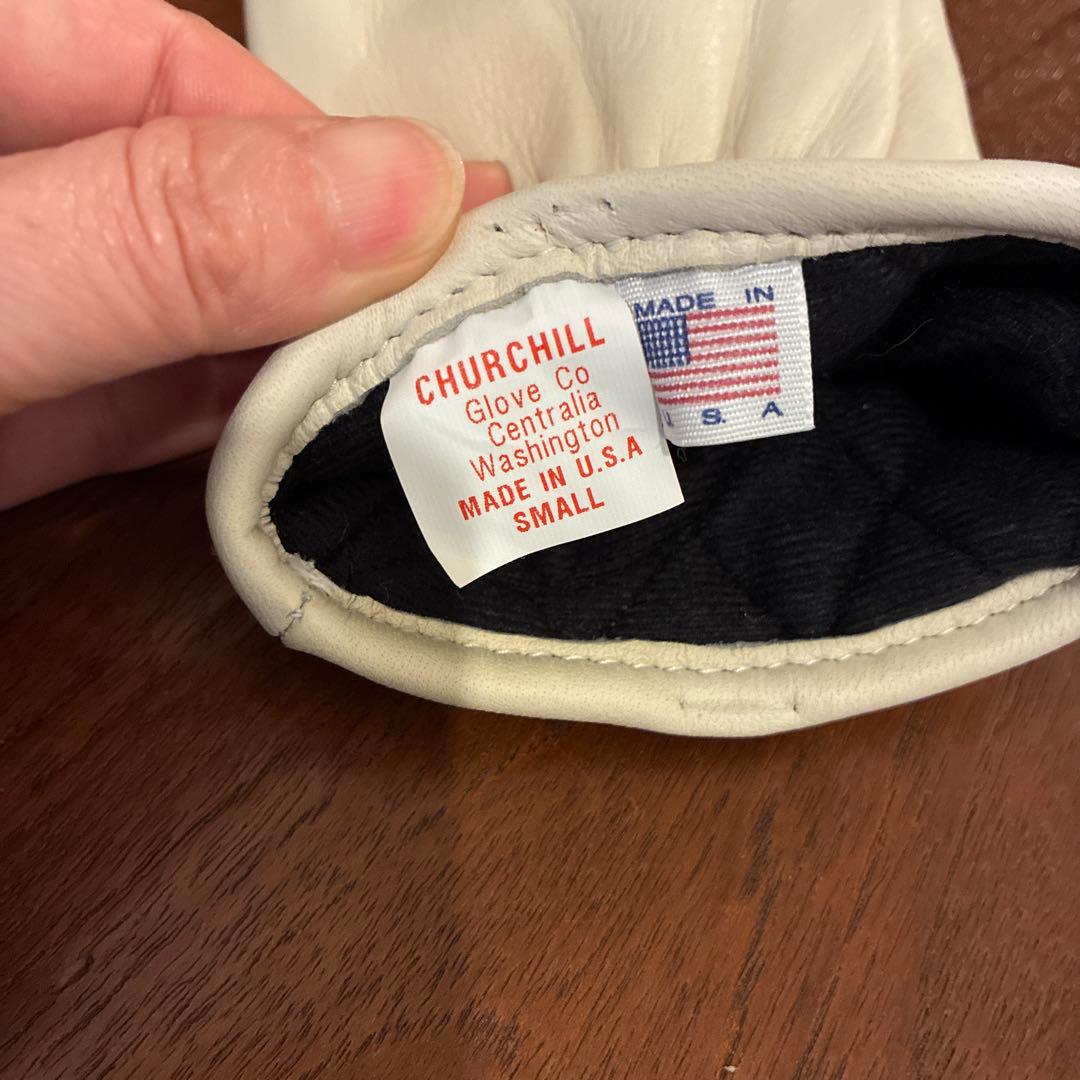 CHURCHILL
Glove Co
Centralia
Washington
MADE IN U.S.A
SMALL
MADE IN
S. A